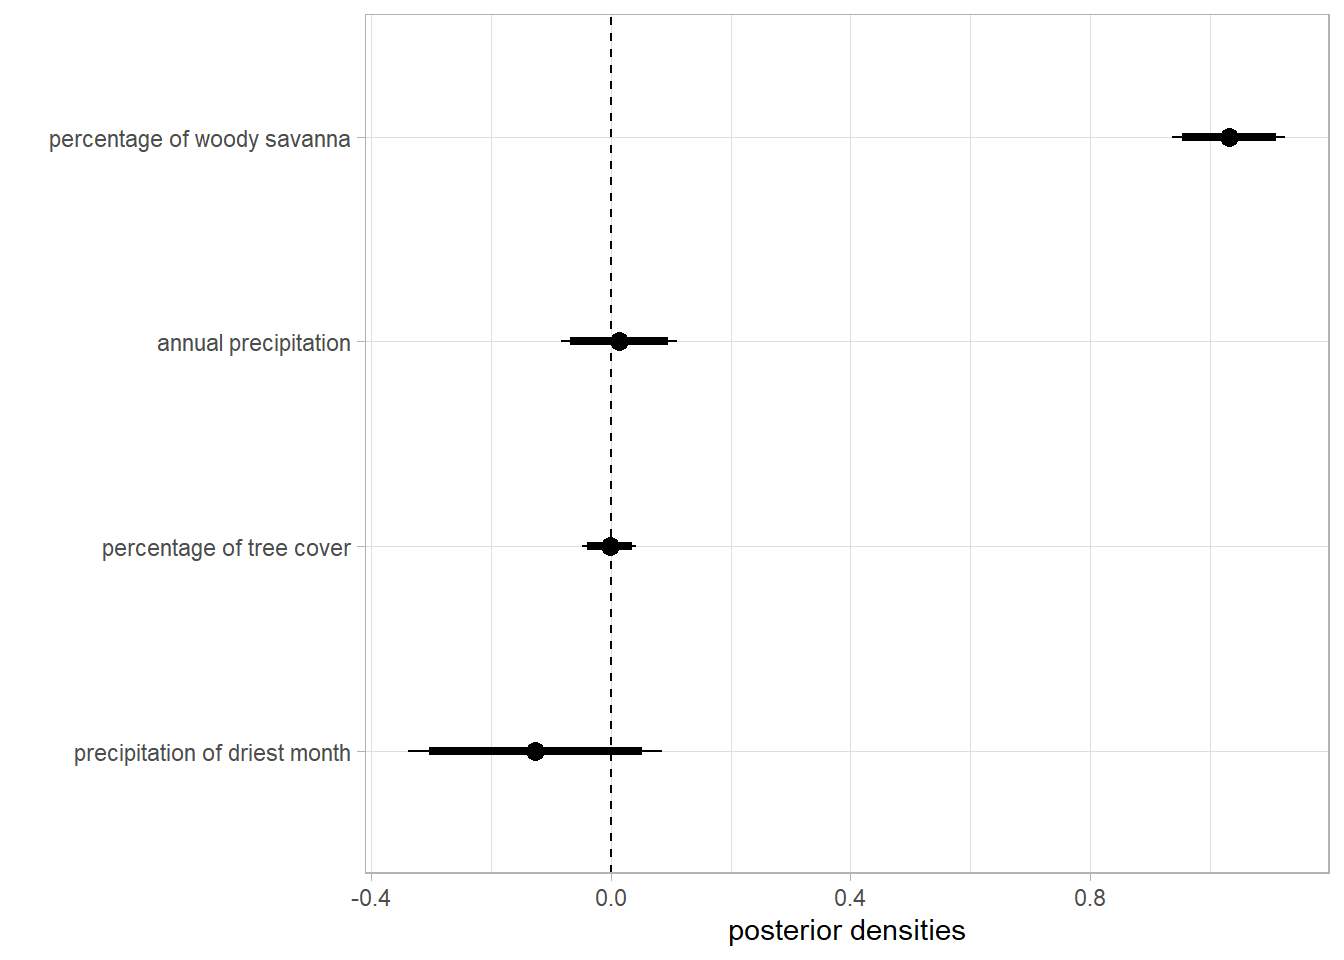 percentage of woody savanna
annual precipitation
percentage of tree cover
precipitation of driest month
-0.4 0.0 0.4 0.8
posterior densities